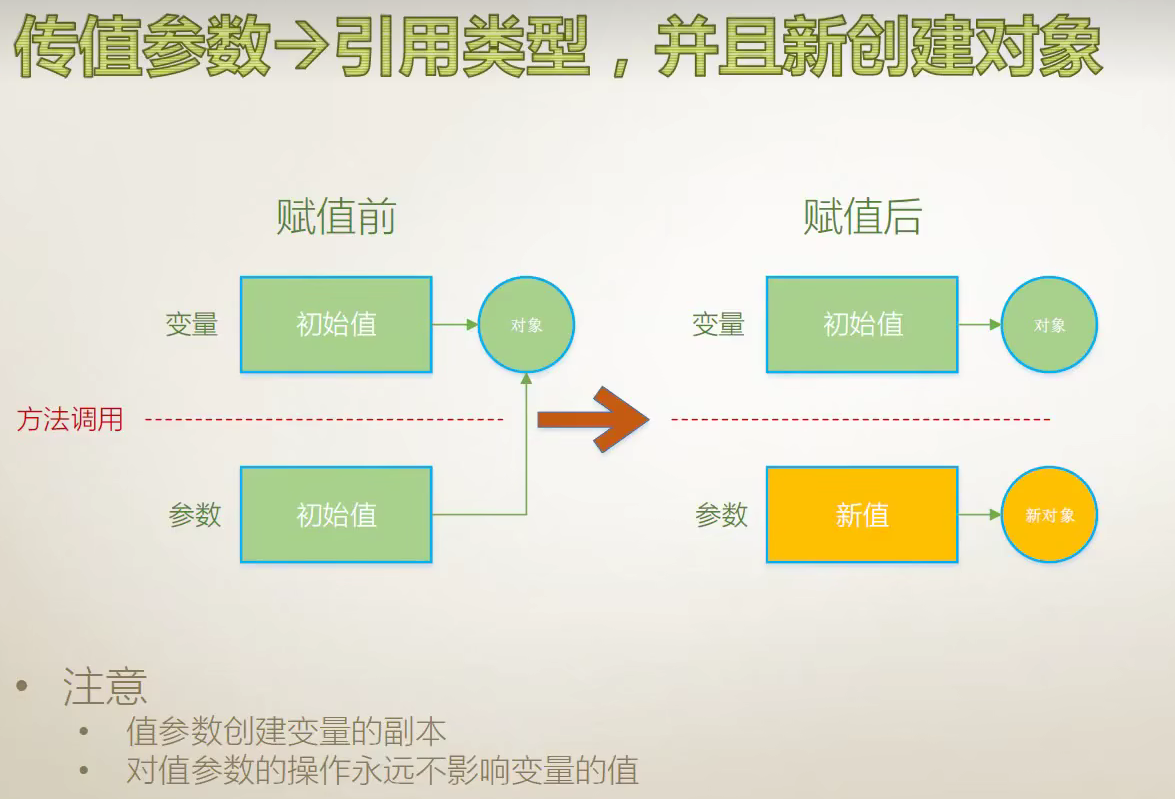 传值参数→引用类型，并且新创建对象
赋值前
赋值后
变量
初始值
对象
变量
初始值
对象
方法调用
参数
初始值
参数
新值
新对象
• 注意
• 值参数创建变量的副本
• 对值参数的操作永远不影响变量的值